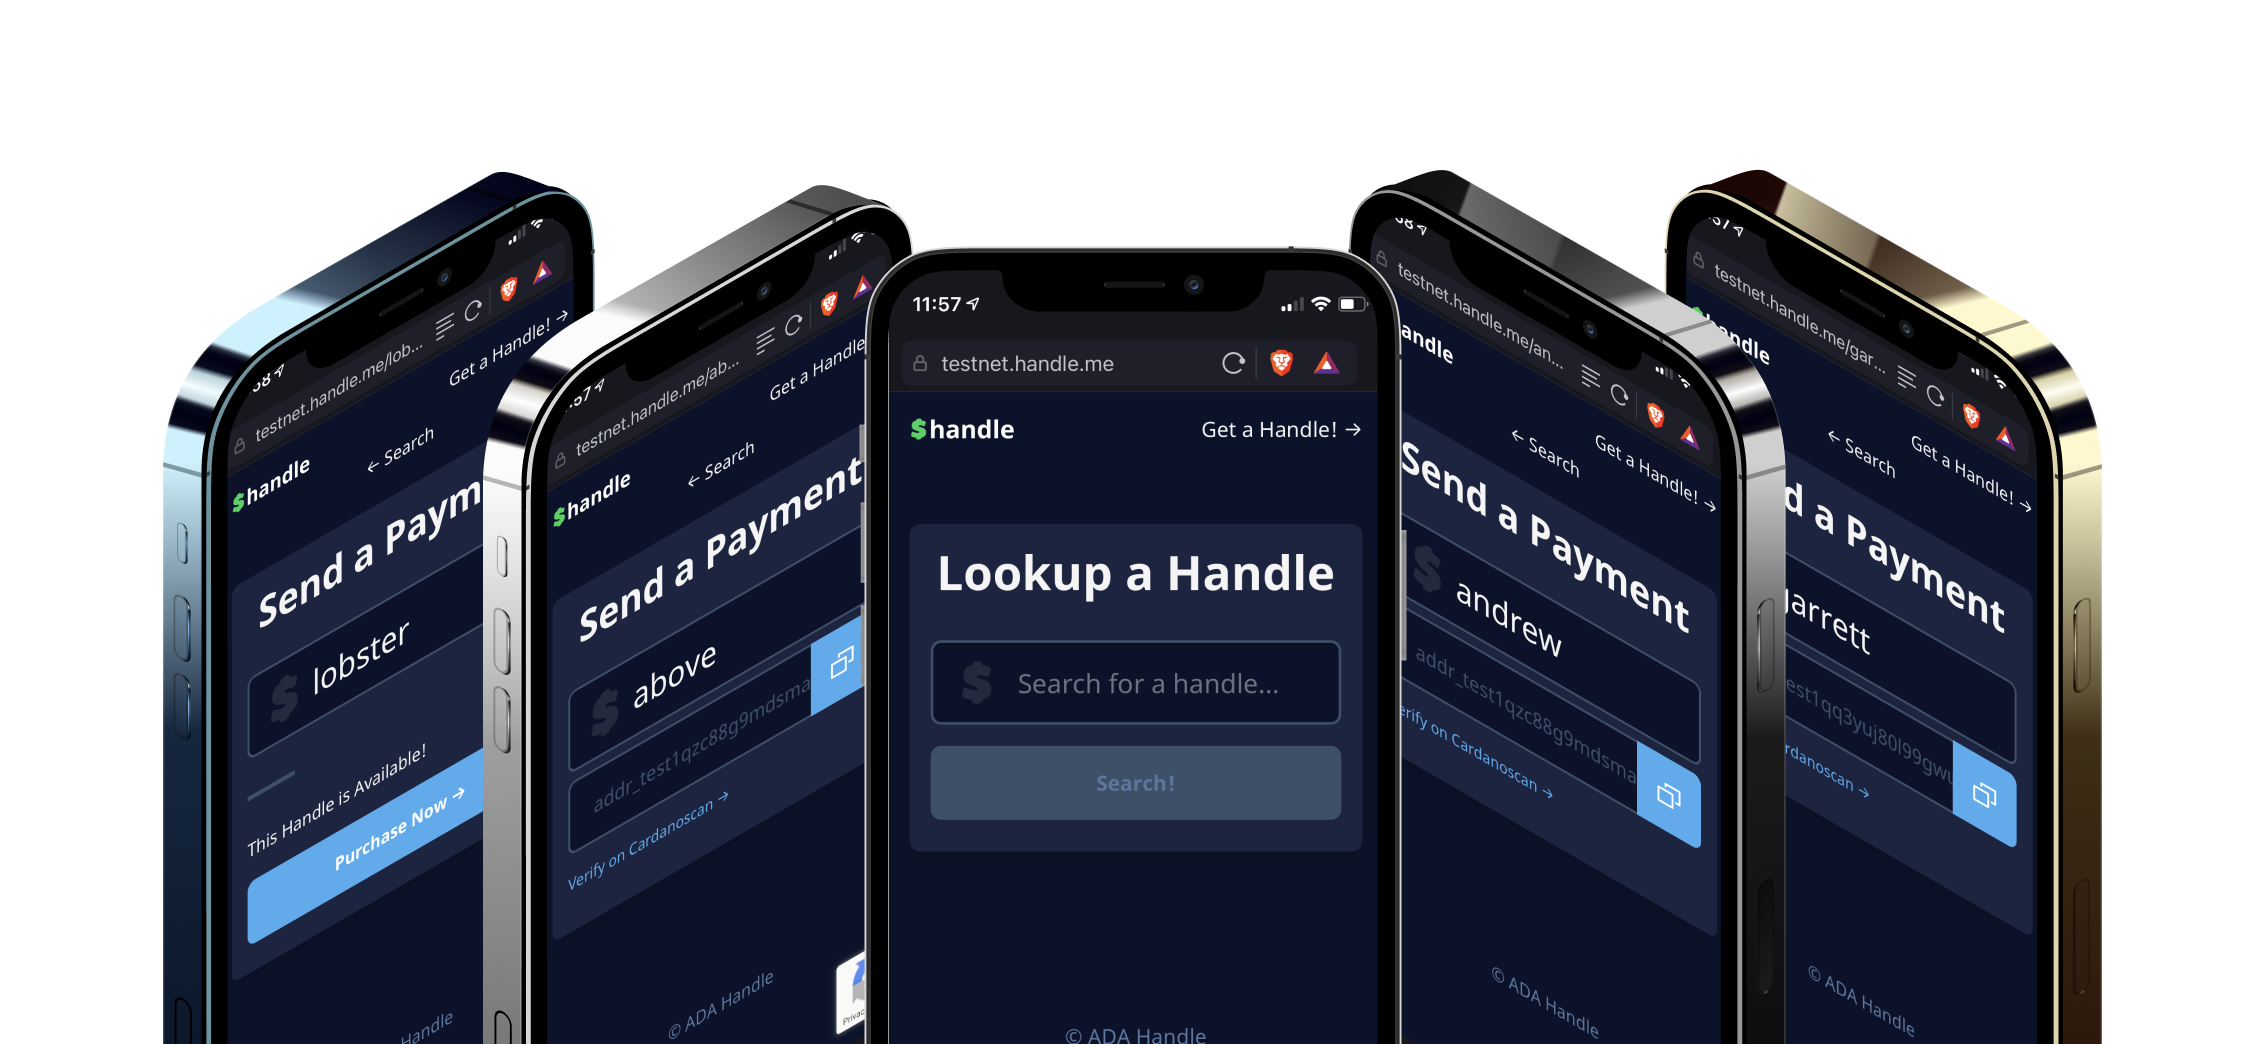 :58
testnet.handle.me/lob...
Get a Handle! →
$handle
← Search
Send a Paym
lobster
This Handle is Available!
Purchase Now →
Handle
:57
testnet.handle.me/ab...
Get a Handle
$handle
← Search
Send a Payment
above
addr_test1qzc88g9mdsma
Verify on Cardanoscan →
© ADA Handle
Privac
11:57
testnet.handle.me
$handle
Get a Handle! →
Lookup a Handle
Search for a handle...
Search!
© ADA Handle
testnet.handle.me/an...
andle
← Search
Get a Handle! →
Send a Payment
andrew
addr_test1qzc88g9mdsma
erify on Cardanoscan →
© ADA Handle
:57
testnet.handle.me/gar...
handle
← Search
Get a Handle! →
d a Payment
garrett
est1qq3yuj80l99gwu
rdanoscan →
© ADA Handle